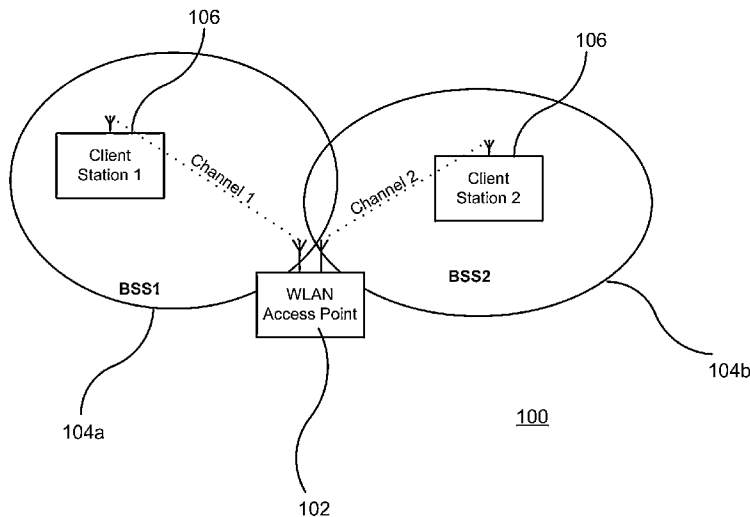 106
106
Client
Station 1
Channel 1
Channel 2
Client
Station 2
BSS1
BSS2
WLAN
Access Point
104a
104b
100
102